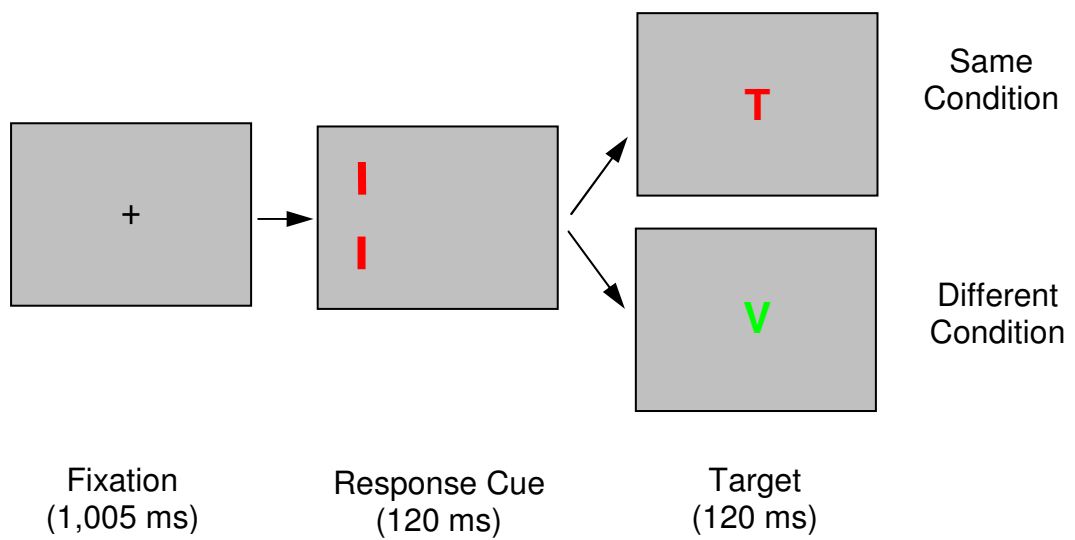 +
T
Same
Condition
V
Different
Condition
Fixation
(1,005 ms)
Response Cue
(120 ms)
Target
(120 ms)